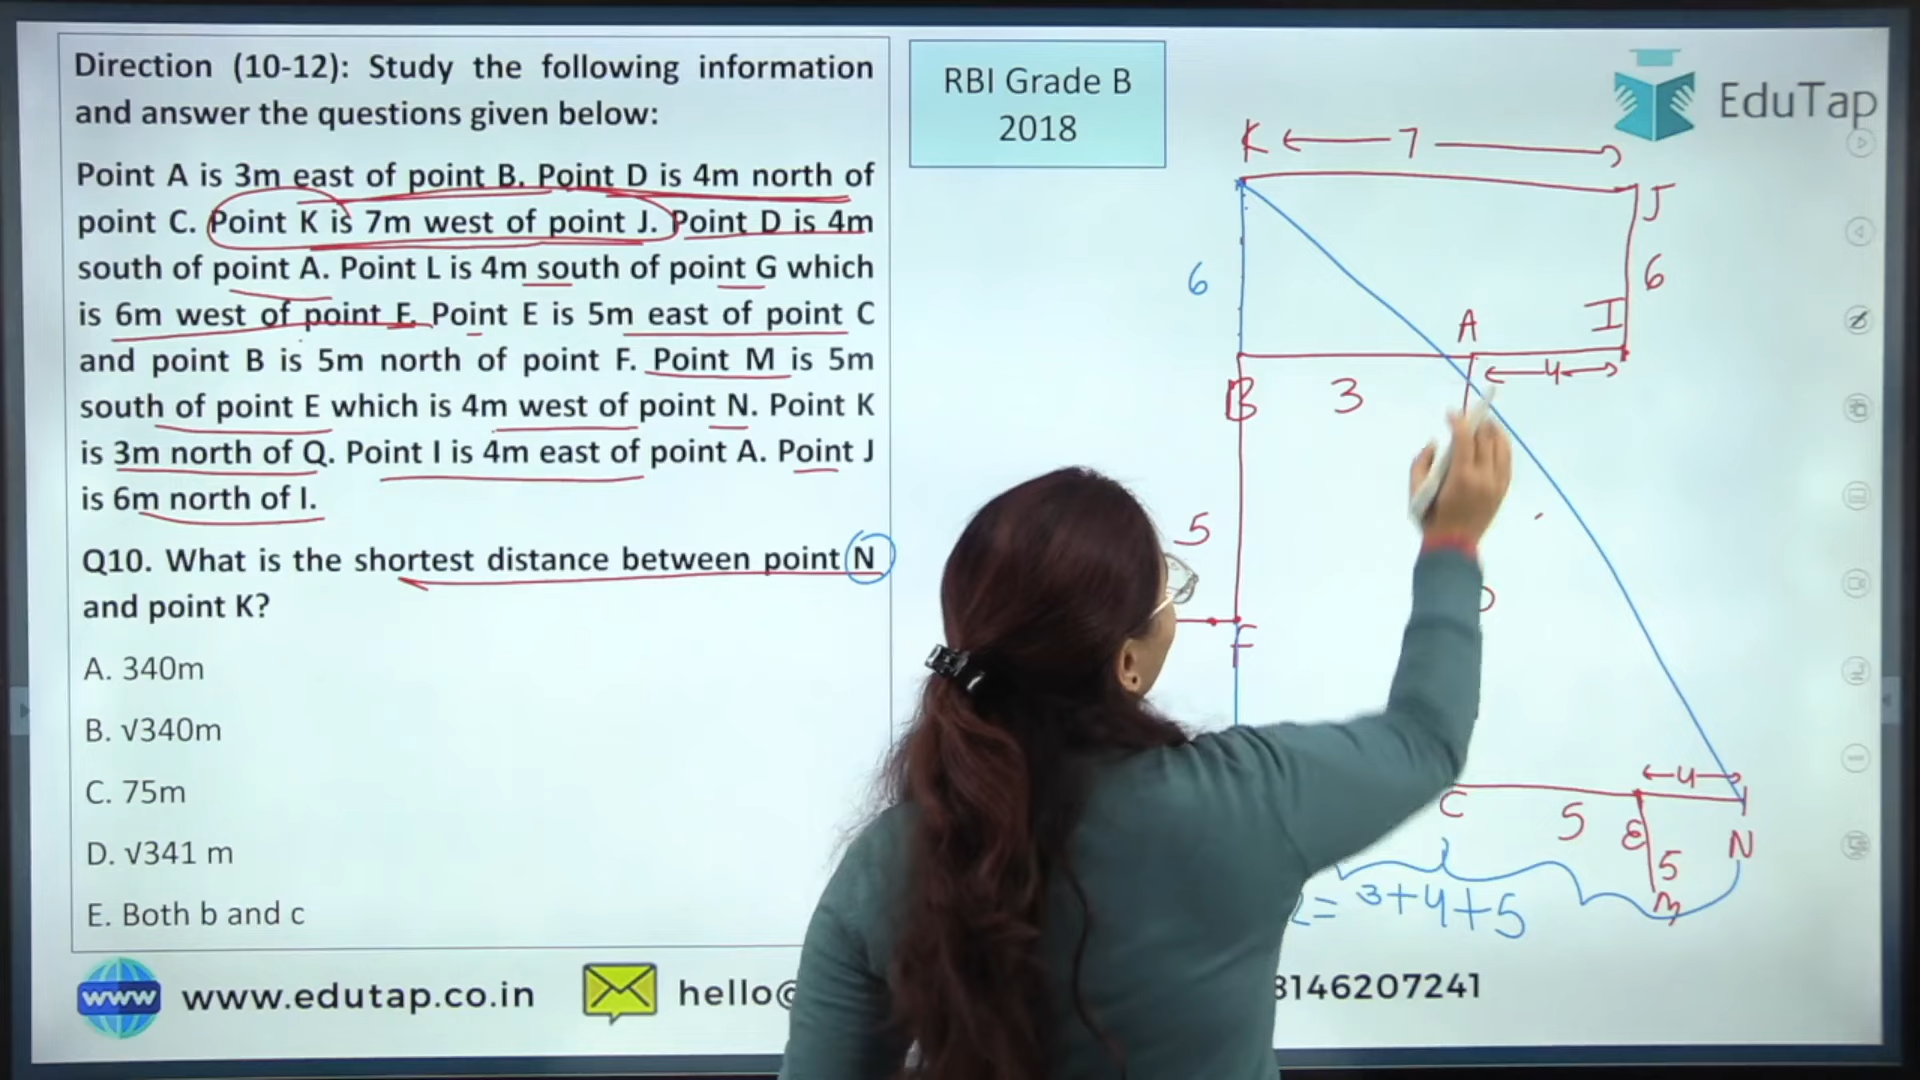 Direction (10-12): Study the following information
and answer the questions given below:
Point A is 3m east of point B. Point D is 4m north of
point C. Point K is 7m west of point J. Point D is 4m
south of point A. Point L is 4m south of point G which
is 6m west of point F. Point E is 5m east of point C
and point B is 5m north of point F. Point M is 5m
south of point E which is 4m west of point N. Point K
is 3m north of Q. Point I is 4m east of point A. Point J
is 6m north of I.
Q10. What is the shortest distance between point N
and point K?
A. 340m
B. √340m
C. 75m
D. √341 m
E. Both b and c
RBI Grade B
2018
EduTap
K 7
J
6
6
I
A
4
B 3
5
F
4
C 5 E N
5
M
2= 3+4+5
www www.edutap.co.in
hello@
8146207241